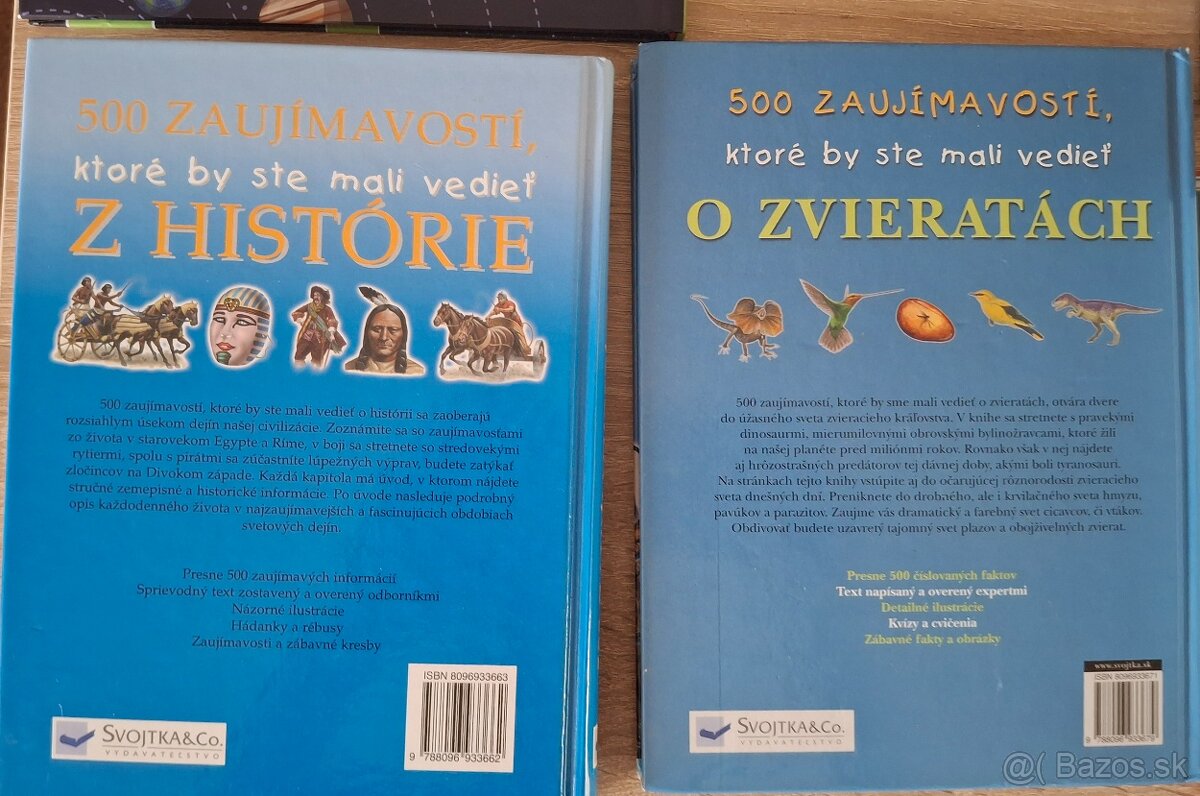 500 ZAUJÍMAVOSTÍ,
ktoré by ste mali vedieť
Z HISTÓRIE
500 zaujímavostí, ktoré by ste mali vedieť o histórii sa zaoberajú
rozsiahlym úsekom dejín našej civilizácie. Zoznámite sa so zaujímavosťami
zo života v starovekom Egypte a Ríme, v boji sa stretnete so stredovekými
rytiermi, spolu s pirátmi sa zúčastníte lúpežných výprav, budete zatýkať
zločincov na Divokom západe. Každá kapitola má úvod, v ktorom nájdete
stručné zemepisné a historické informácie. Po úvode nasleduje podrobný
opis každodenného života v najzaujímavejších a fascinujúcich obdobiach
svetových dejín.
Presne 500 zaujímavých informácií
Sprievodný text zostavený a overený odborníkmi
Názorné ilustrácie
Hádanky a rébusy
Zaujímavosti a zábavné kresby
ISBN 8096933663
9 788096 933662
SVOJTKA&CO.
VYDAVATEĽSTVO
500 ZAUJÍMAVOSTÍ,
ktoré by ste mali vedieť
O ZVIERATÁCH
500 zaujímavostí, ktoré by sme mali vedieť o zvieratách, otvára dvere
do úžasného sveta zvieracieho kráľovstva. V knihe sa stretnete s pravekými
dinosaurmi, mierumilovnými obrovskými bylinožravcami, ktoré žili
na našej planéte pred miliónmi rokov. Rovnako však v nej nájdete
aj hrôzostrašných predátorov tej dávnej doby, akými boli tyranosauri.
Na stránkach tejto knihy vstúpite aj do očarujúcej rôznorodosti zvieracieho
sveta dnešných dní. Preniknete do drobného, ale i krvilačného sveta hmyzu,
pavúkov a parazitov. Zaujme vás dramatický a farebný svet cicavcov, či vtákov.
Obdivovať budete uzavretý tajomný svet plazov a obojživelných zvierat.
Presne 500 číslovaných faktov
Text napísaný a overený expertmi
Detailné ilustrácie
Kvízy a cvičenia
Zábavné fakty a obrázky
www.svojtka.sk
ISBN 8096933671
9 788096 933679
SVOJTKA&CO.
VYDAVATEĽSTVO
@( Bazos.sk